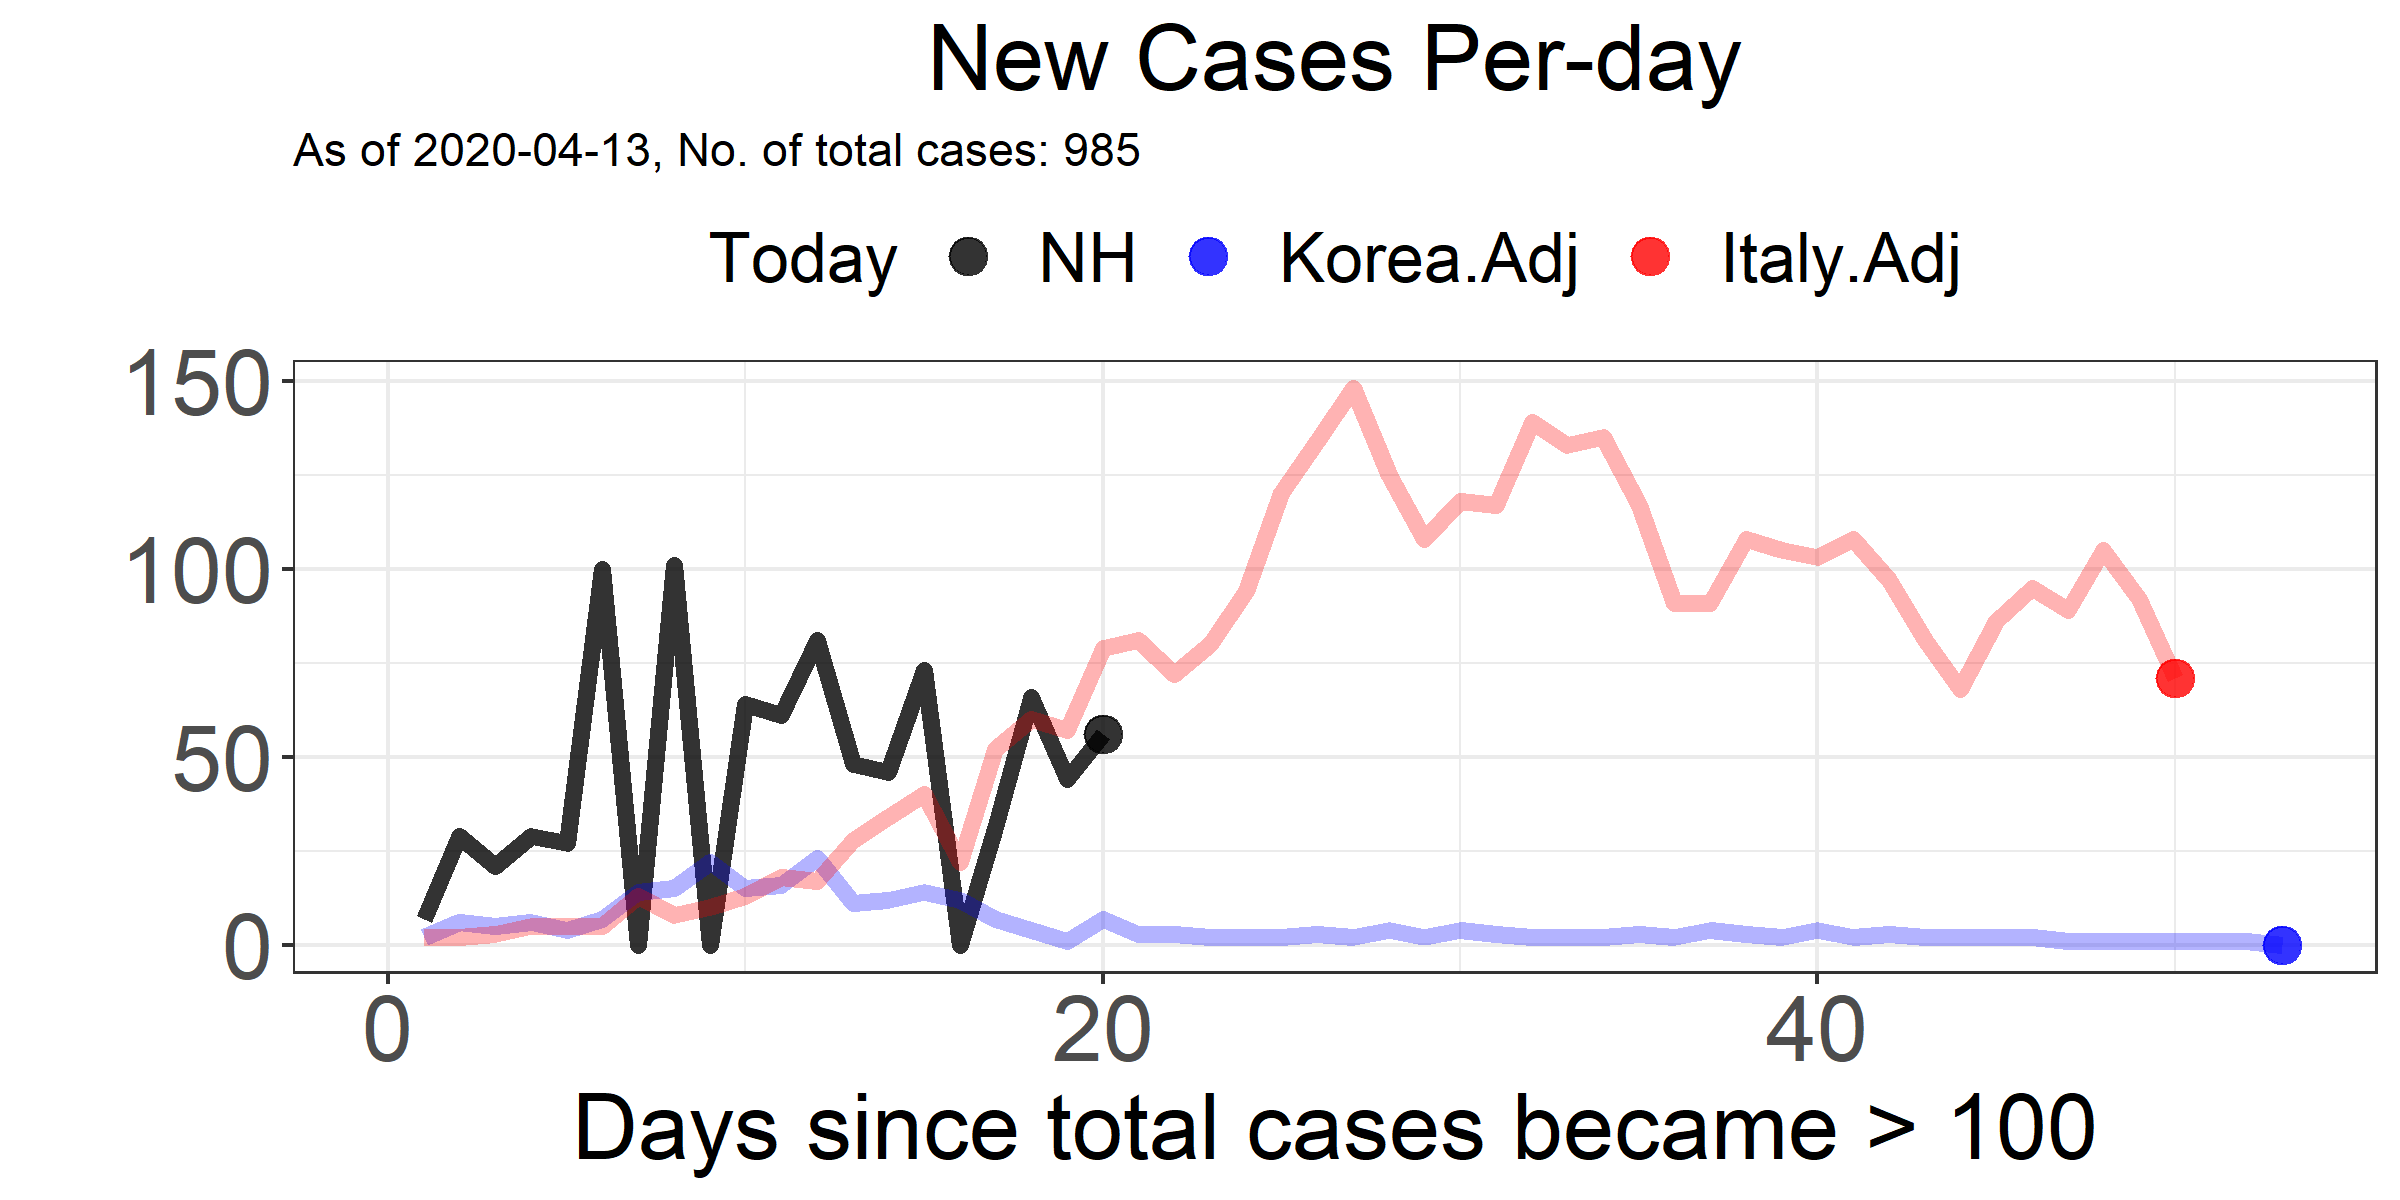 New Cases Per-day
As of 2020-04-13, No. of total cases: 985
Today NH Korea.Adj Italy.Adj
150
100
50
0
0 20 40
Days since total cases became > 100